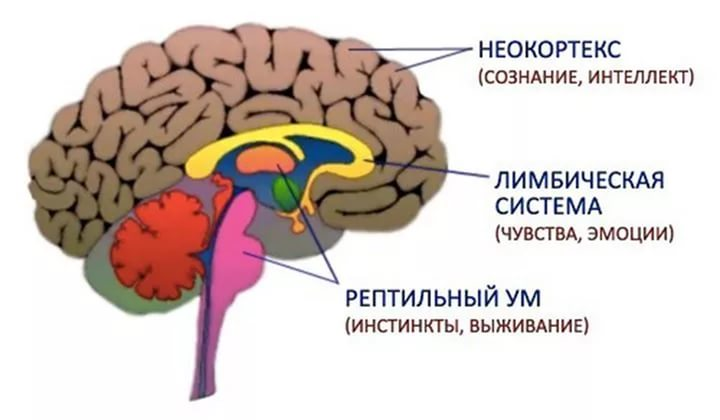 НЕОКОРТЕКС
(СОЗНАНИЕ, ИНТЕЛЛЕКТ)
ЛИМБИЧЕСКАЯ
СИСТЕМА
(ЧУВСТВА, ЭМОЦИИ)
РЕПТИЛЬНЫЙ УМ
(ИНСТИНКТЫ, ВЫЖИВАНИЕ)